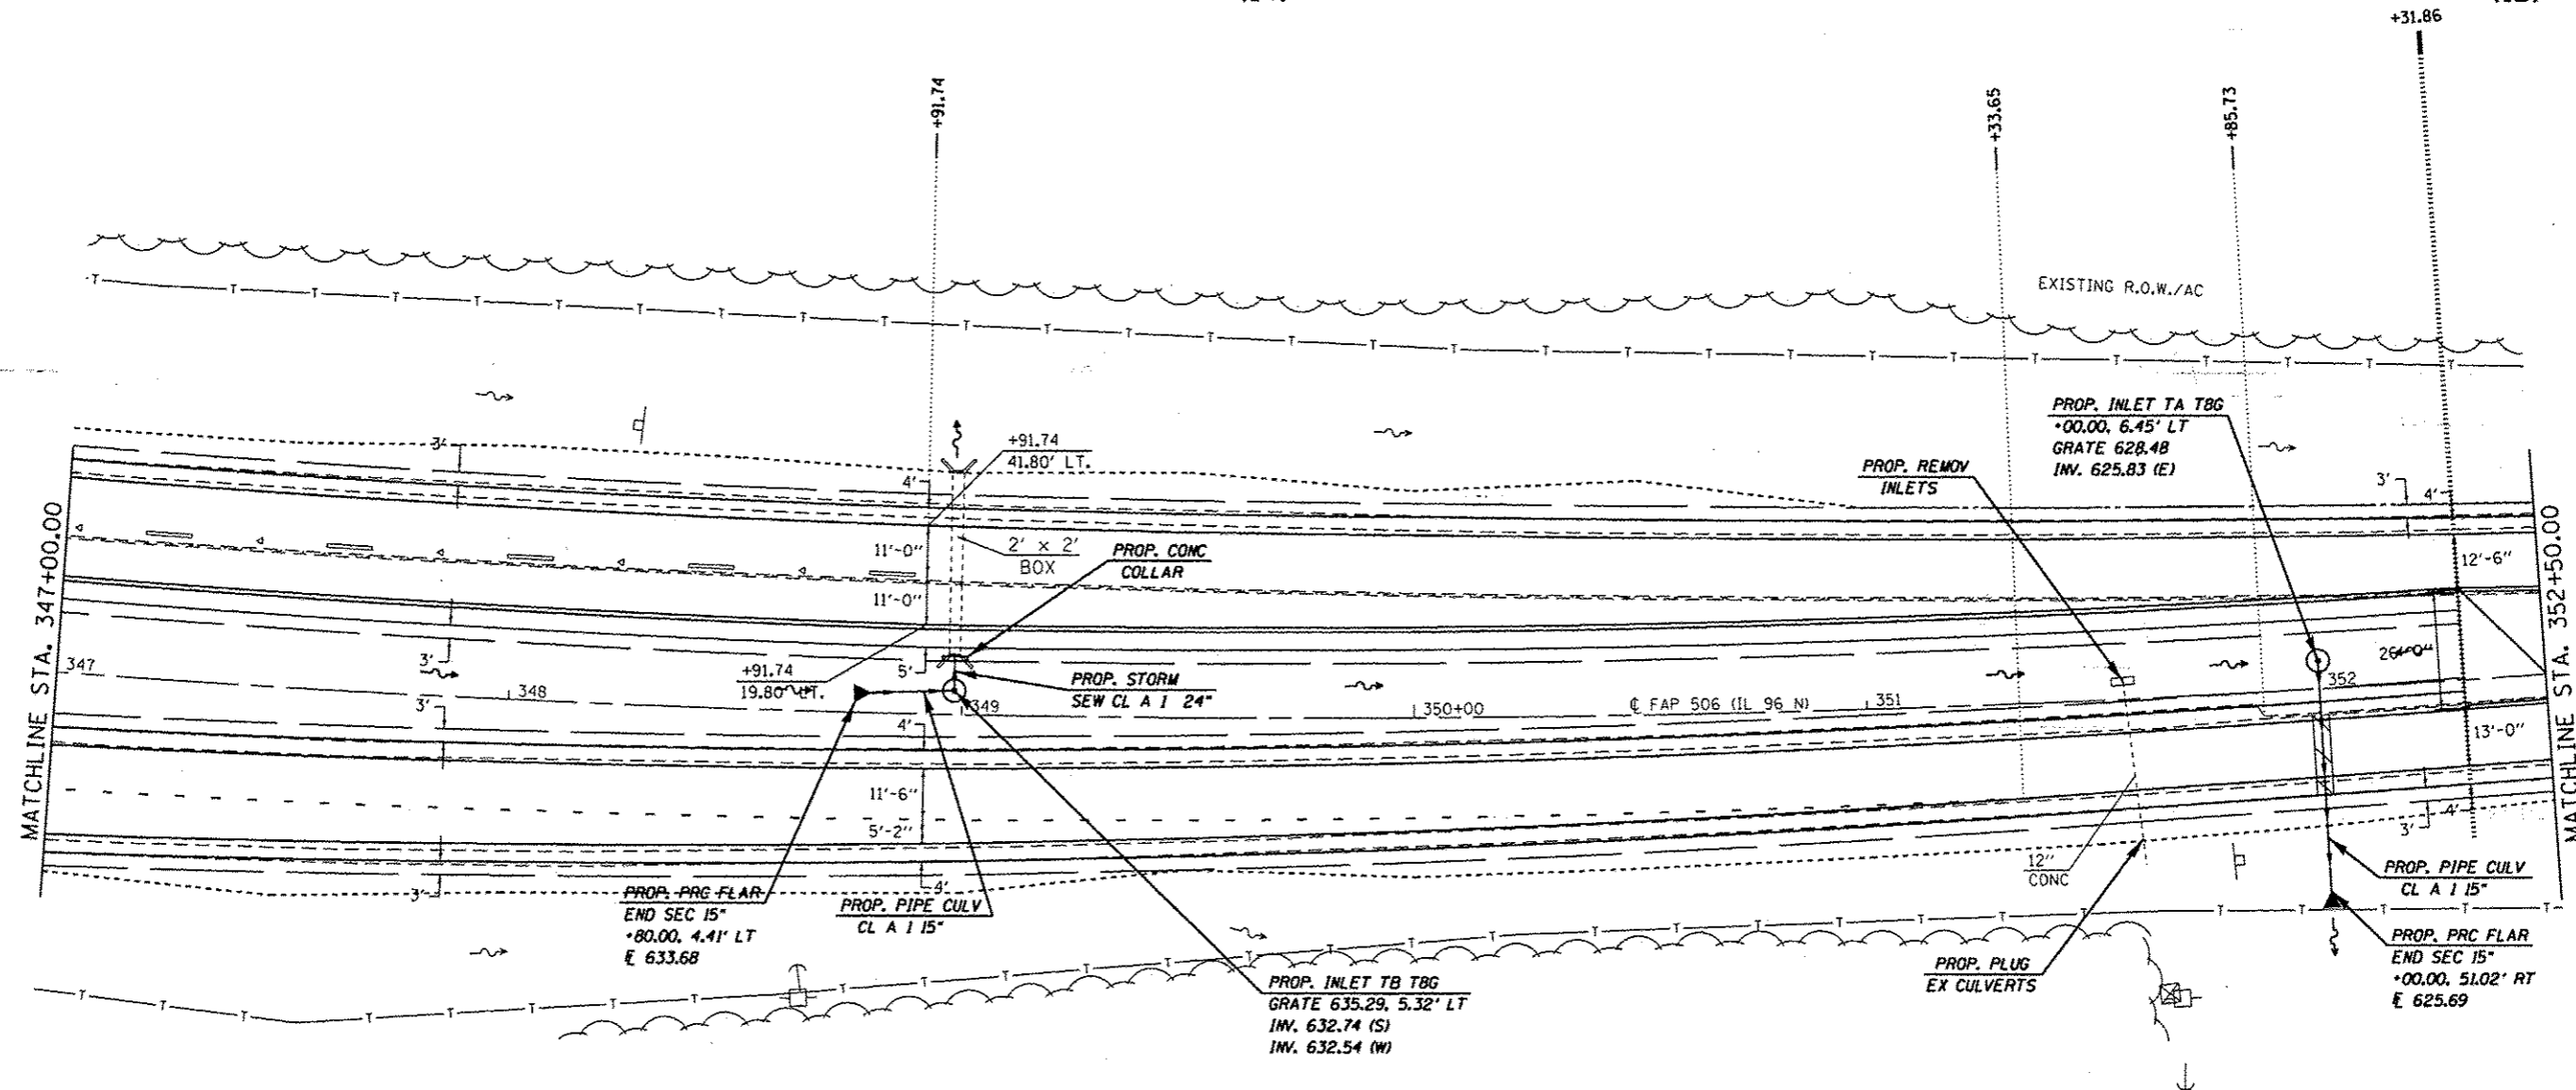 +31.86
+91.74
+33.65
+85.73
EXISTING R.O.W./AC
MATCHLINE STA. 347+00.00
MATCHLINE STA. 352+50.00
PROP. INLET TA T8G
+00.00, 6.45' LT
GRATE 628.48
INV. 625.83 (E)
PROP. REMOV
INLETS
+91.74
41.80' LT.
3'
4'
3'
4'
11'-0"
2' x 2'
BOX
PROP. CONC
COLLAR
12'-6"
11'-0"
347
3'
348
+91.74
19.80' LT.
5'
PROP. STORM
SEW CL A 1 24"
349
350+00
℄ FAP 506 (IL 96 N)
351
352
26'-0"
3'
4'
13'-0"
11'-6"
5'-2"
3'
4'
12"
CONC
3'
4'
PROP. PRG FLAR
END SEC 15"
+80.00, 4.41' LT
℄ 633.68
PROP. PIPE CULV
CL A 1 15"
PROP. PIPE CULV
CL A 1 15"
PROP. INLET TB T8G
GRATE 635.29, 5.32' LT
INV. 632.74 (S)
INV. 632.54 (W)
PROP. PLUG
EX CULVERTS
PROP. PRC FLAR
END SEC 15"
+00.00, 51.02' RT
℄ 625.69